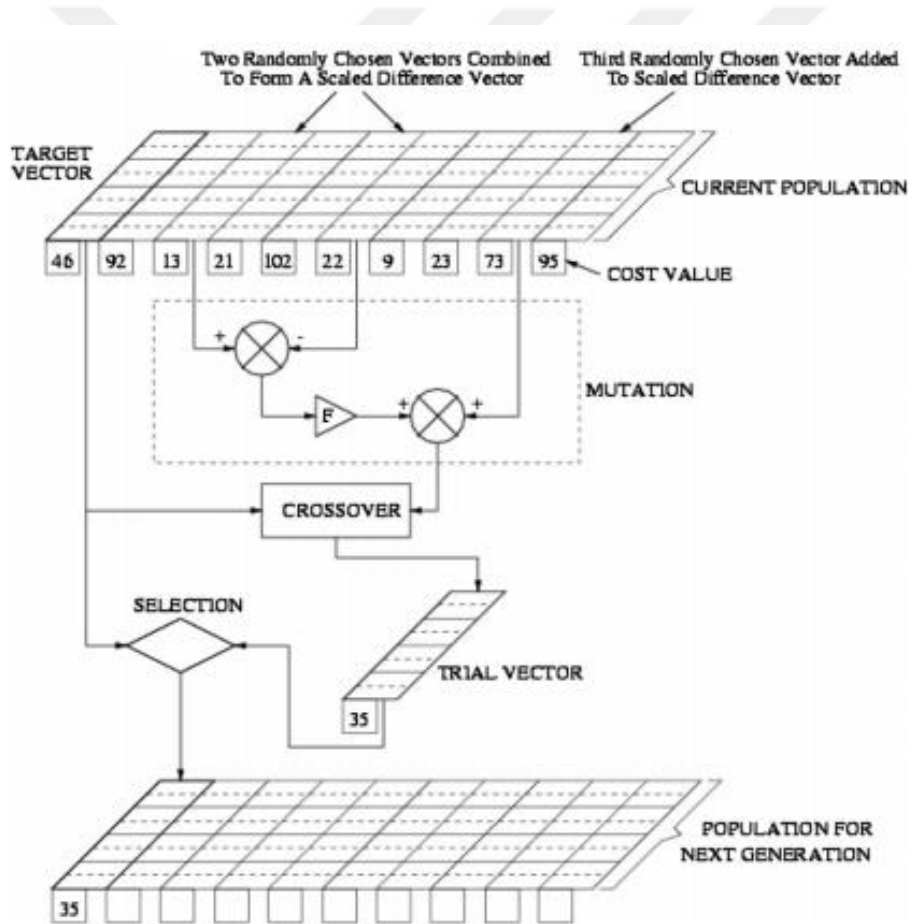 Two Randomly Chosen Vectors Combined
To Form A Scaled Difference Vector
Third Randomly Chosen Vector Added
To Scaled Difference Vector
TARGET
VECTOR
CURRENT POPULATION
46 92 13 21 102 22 9 23 73 95
COST VALUE
+ -
MUTATION
F + +
CROSSOVER
SELECTION
TRIAL VECTOR
35
POPULATION FOR
NEXT GENERATION
35